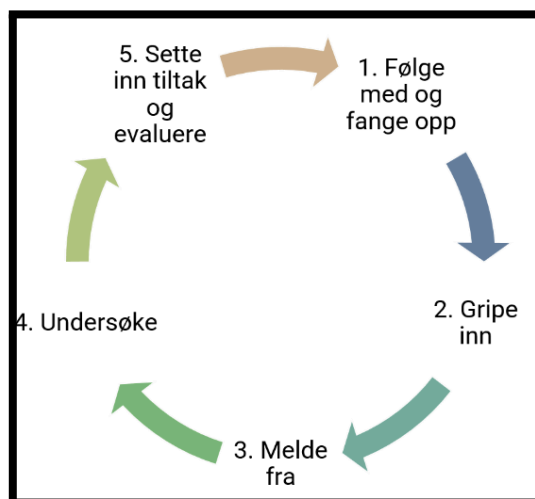 1. Følge
med og
fange opp
2. Gripe
inn
3. Melde
fra
4. Undersøke
5. Sette
inn tiltak
og
evaluere